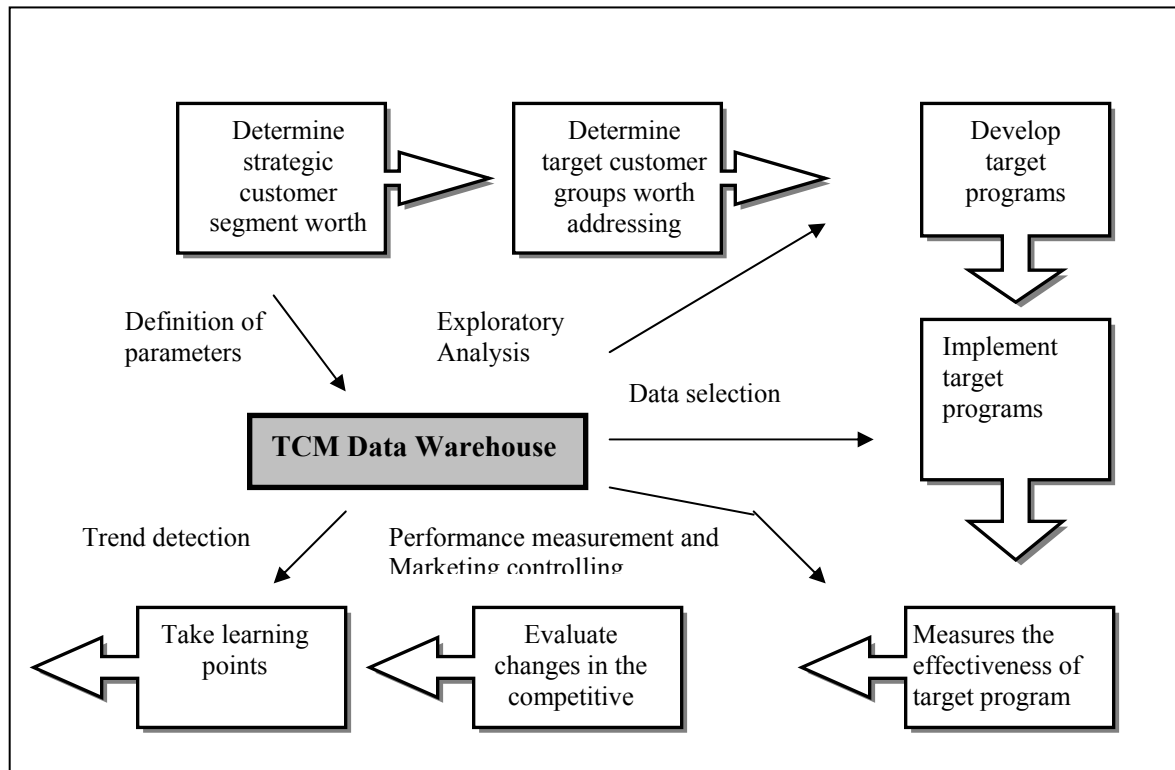 Determine
strategic
customer
segment worth
Determine
target customer
groups worth
addressing
Develop
target
programs
Definition of
parameters
Exploratory
Analysis
Implement
target
programs
Data selection
TCM Data Warehouse
Trend detection
Performance measurement and
Marketing controlling
Take learning
points
Evaluate
changes in the
competitive
Measures the
effectiveness of
target program